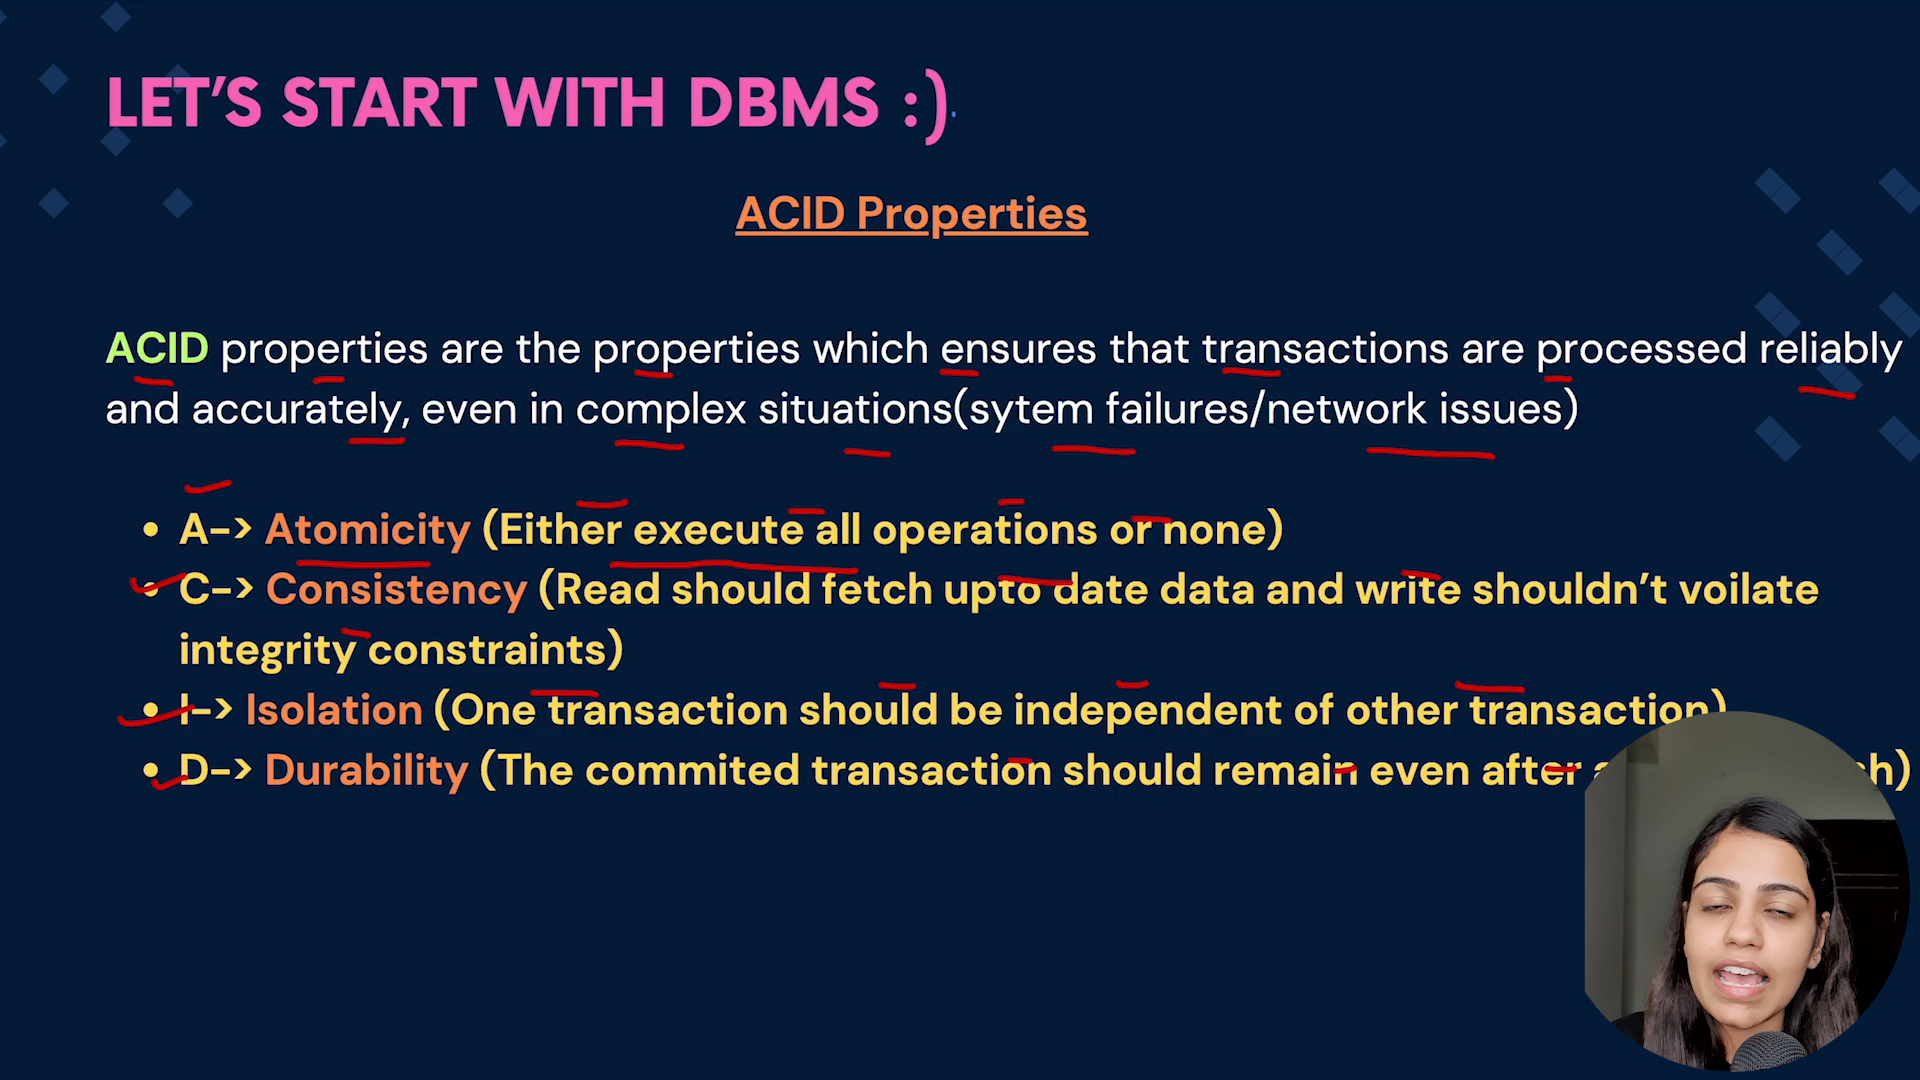 LET'S START WITH DBMS :)
ACID Properties
ACID properties are the properties which ensures that transactions are processed reliably
and accurately, even in complex situations(sytem failures/network issues)
• A-> Atomicity (Either execute all operations or none)
• C-> Consistency (Read should fetch upto date data and write shouldn't voilate
integrity constraints)
• I-> Isolation (One transaction should be independent of other transaction)
• D-> Durability (The commited transaction should remain even after